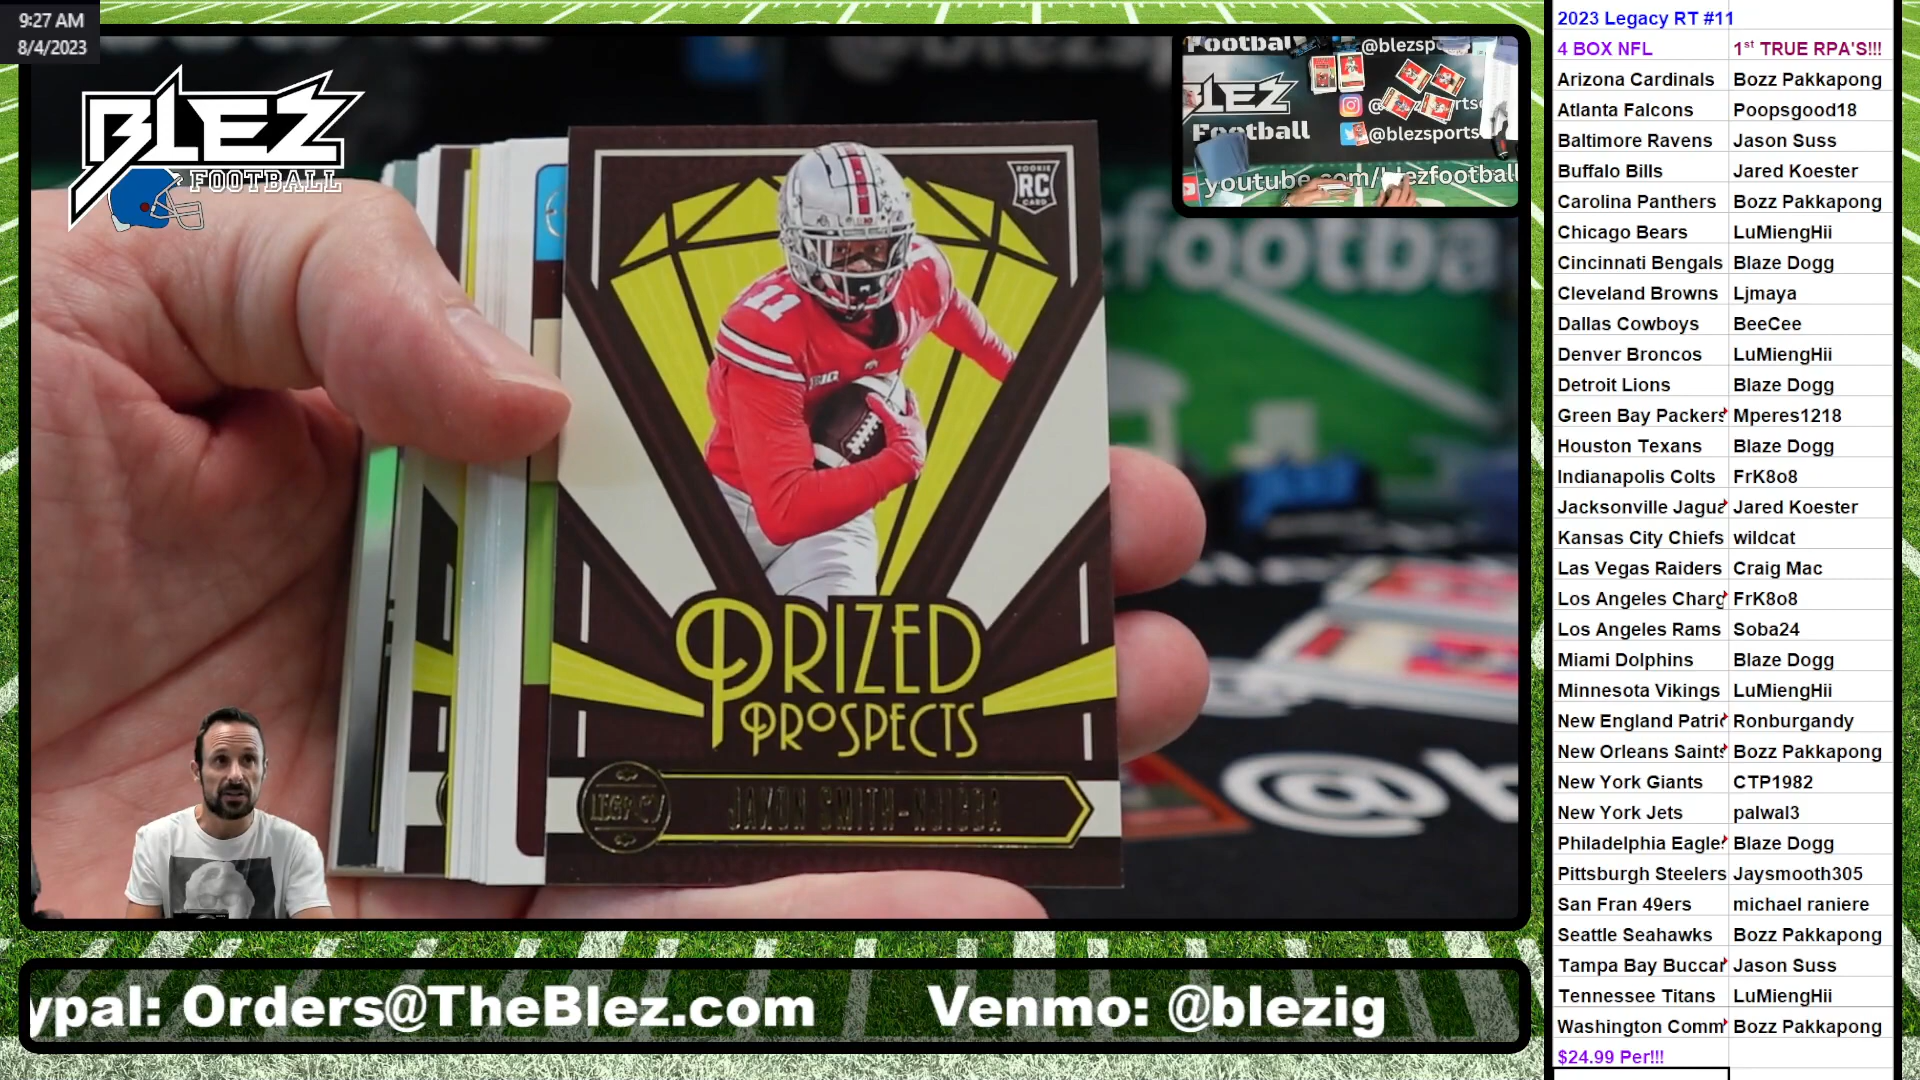 9:27 AM
8/4/2023
BLEZ
FOOTBALL
ROOKIE
RC
CARD
11
B1G
PRIZED
PROSPECTS
LEGACY
JAXON SMITH-NJIGBA
Football
@blezsp
BLEZ
Football
@blezsports
youtube.com/blezfootball
zfootba
@b
ypal: Orders@TheBlez.com Venmo: @blezig
2023 Legacy RT #11
4 BOX NFL 1st TRUE RPA'S!!!
Arizona Cardinals Bozz Pakkapong
Atlanta Falcons Poopsgood18
Baltimore Ravens Jason Suss
Buffalo Bills Jared Koester
Carolina Panthers Bozz Pakkapong
Chicago Bears LuMiengHii
Cincinnati Bengals Blaze Dogg
Cleveland Browns Ljmaya
Dallas Cowboys BeeCee
Denver Broncos LuMiengHii
Detroit Lions Blaze Dogg
Green Bay Packers Mperes1218
Houston Texans Blaze Dogg
Indianapolis Colts FrK8o8
Jacksonville Jagua Jared Koester
Kansas City Chiefs wildcat
Las Vegas Raiders Craig Mac
Los Angeles Charg FrK8o8
Los Angeles Rams Soba24
Miami Dolphins Blaze Dogg
Minnesota Vikings LuMiengHii
New England Patri Ronburgandy
New Orleans Saints Bozz Pakkapong
New York Giants CTP1982
New York Jets palwal3
Philadelphia Eagle Blaze Dogg
Pittsburgh Steelers Jaysmooth305
San Fran 49ers michael raniere
Seattle Seahawks Bozz Pakkapong
Tampa Bay Buccar Jason Suss
Tennessee Titans LuMiengHii
Washington Comm Bozz Pakkapong
$24.99 Per!!!